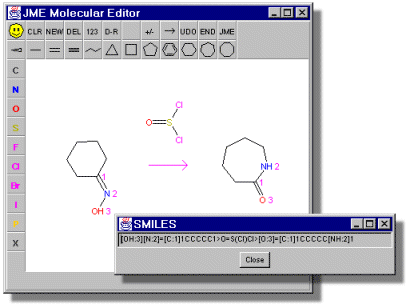 JME Molecular Editor
CLR NEW DEL 123 D-R +/- UDO END JME
C
N
O
S
F
Cl
Br
I
X
Cl
O S
Cl
1
N 2
OH 3
NH 2
1
O 3
SMILES
[OH:3][N:2]=[C:1]1CCCCC1>O=S(Cl)Cl>[O:3]=[C:1]1CCCCC[NH:2]1
Close